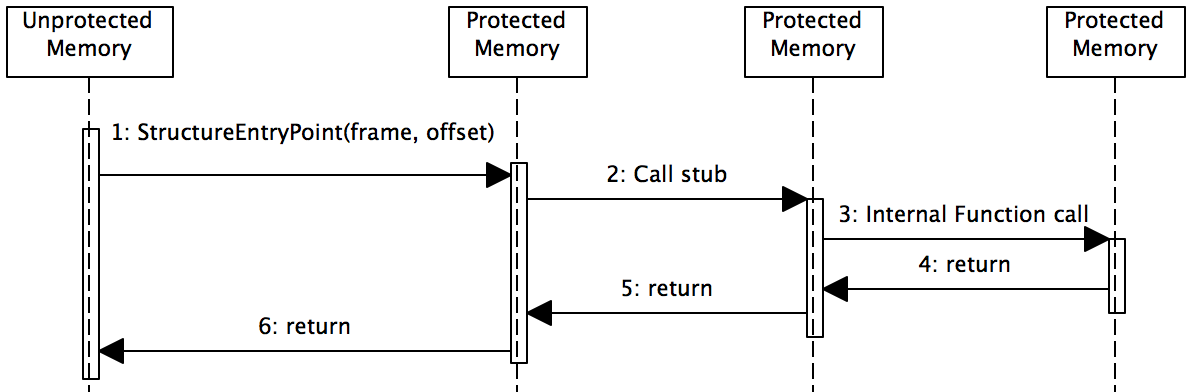 Unprotected
Memory
Protected
Memory
Protected
Memory
Protected
Memory
1: StructureEntryPoint(frame, offset)
2: Call stub
3: Internal Function call
4: return
5: return
6: return